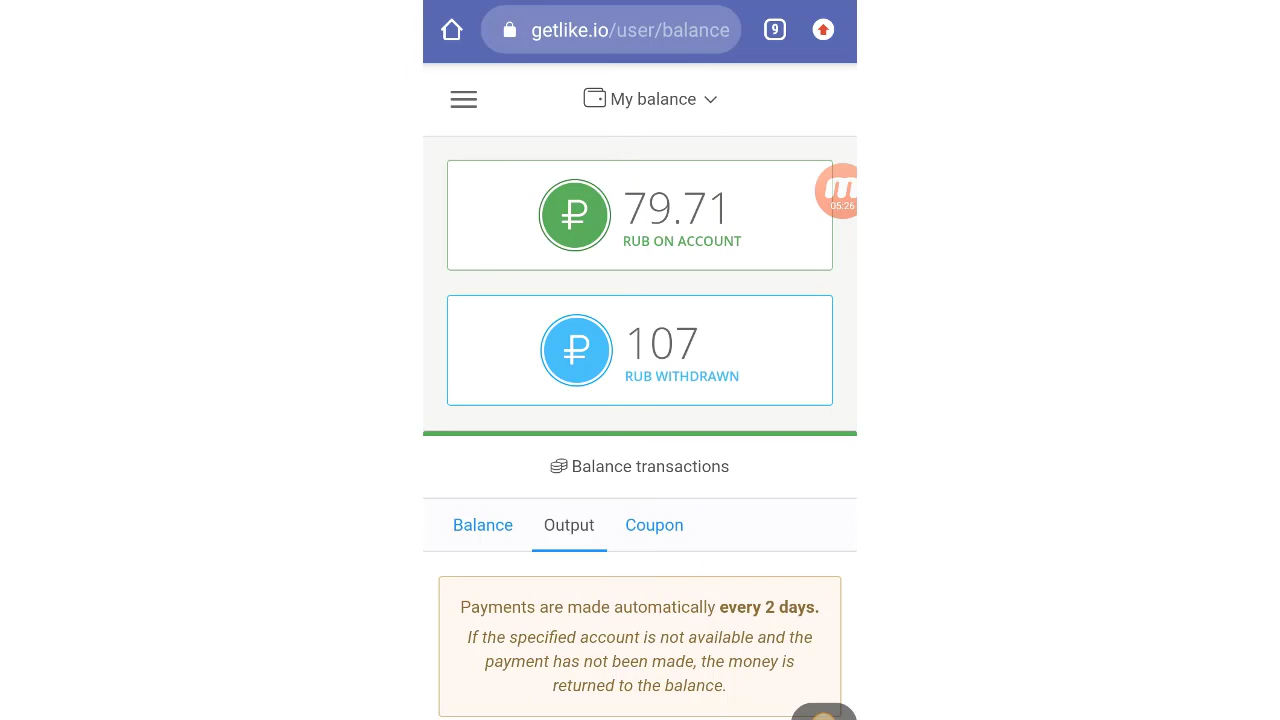 getlike.io/user/balance
9
My balance
79.71
RUB ON ACCOUNT
05:26
107
RUB WITHDRAWN
Balance transactions
Balance Output Coupon
Payments are made automatically every 2 days.
If the specified account is not available and the
payment has not been made, the money is
returned to the balance.